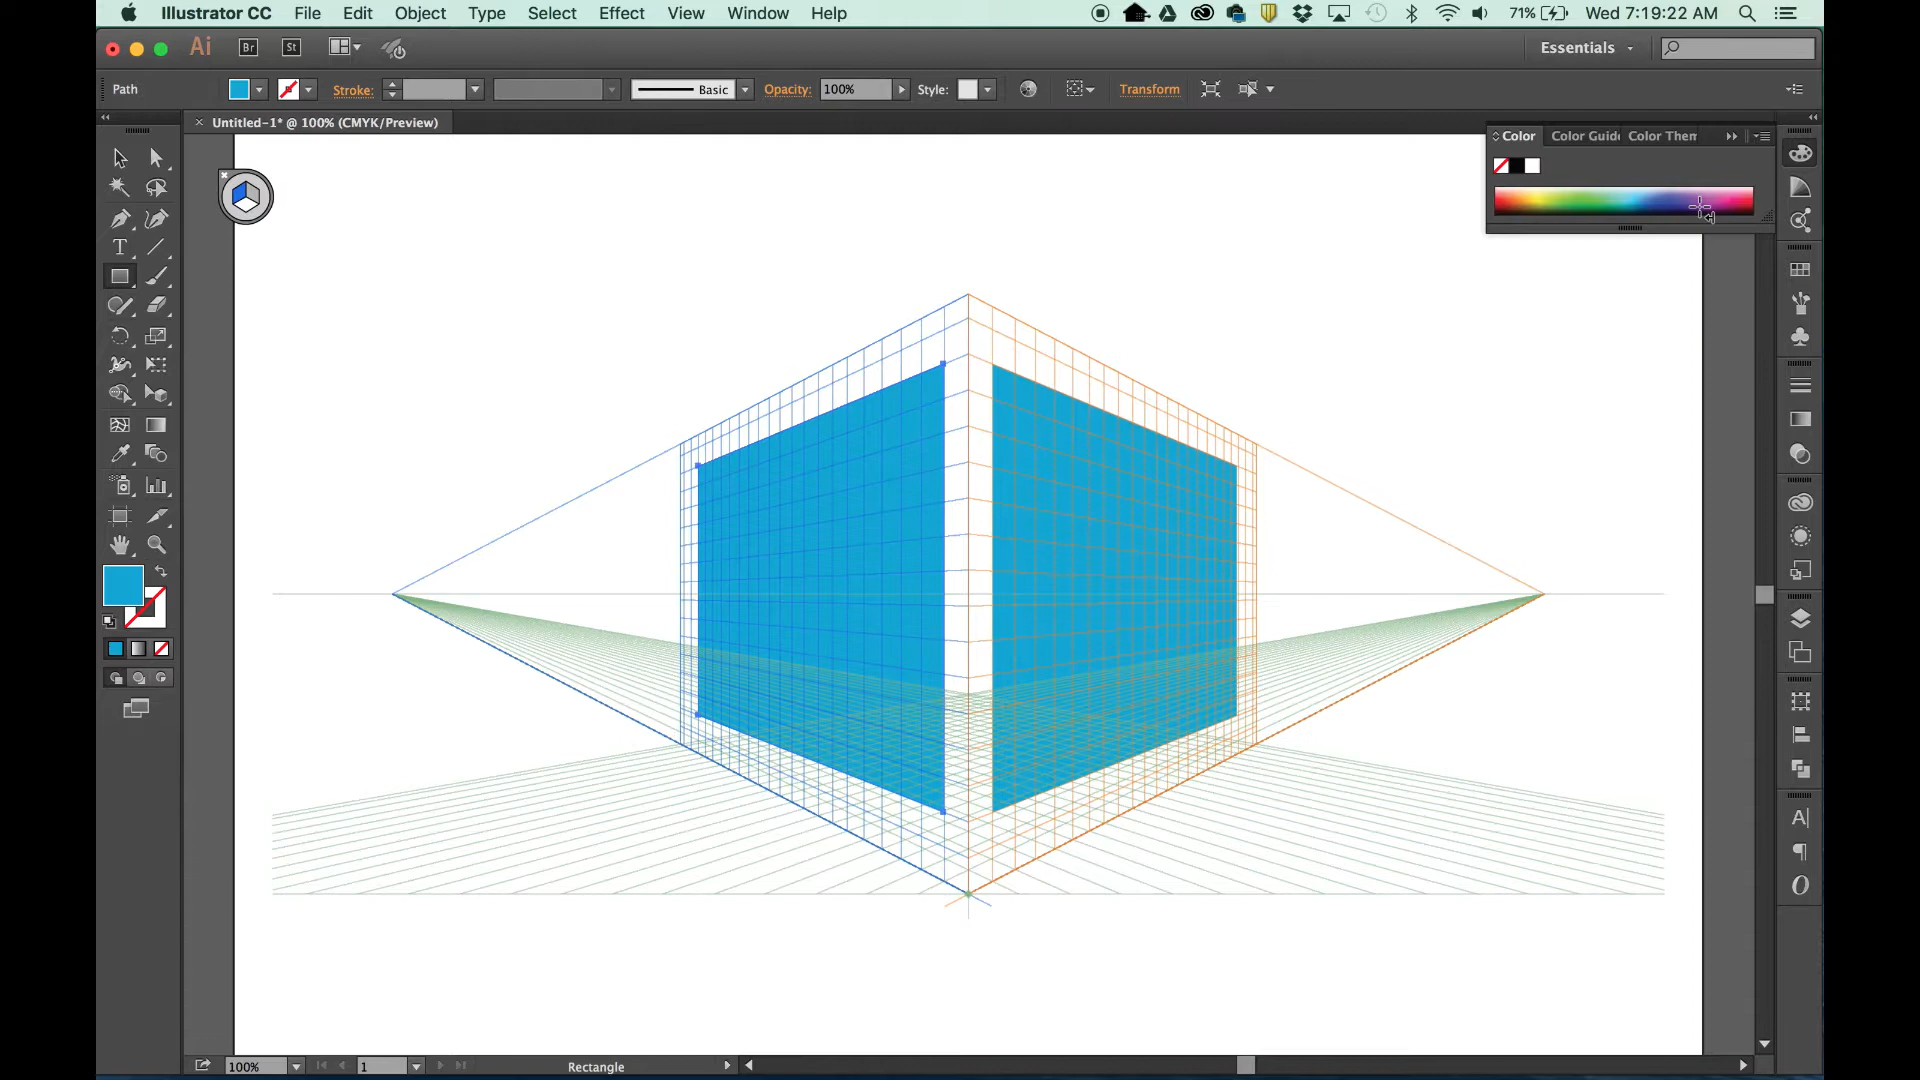 Illustrator CC File Edit Object Type Select Effect View Window Help 71% Wed 7:19:22 AM
Ai Br St Essentials
Path Stroke: Basic Opacity: 100% Style: Transform
Untitled-1* @ 100% (CMYK/Preview)
Color Color Guid Color Them
T
A
O
100% 1 Rectangle